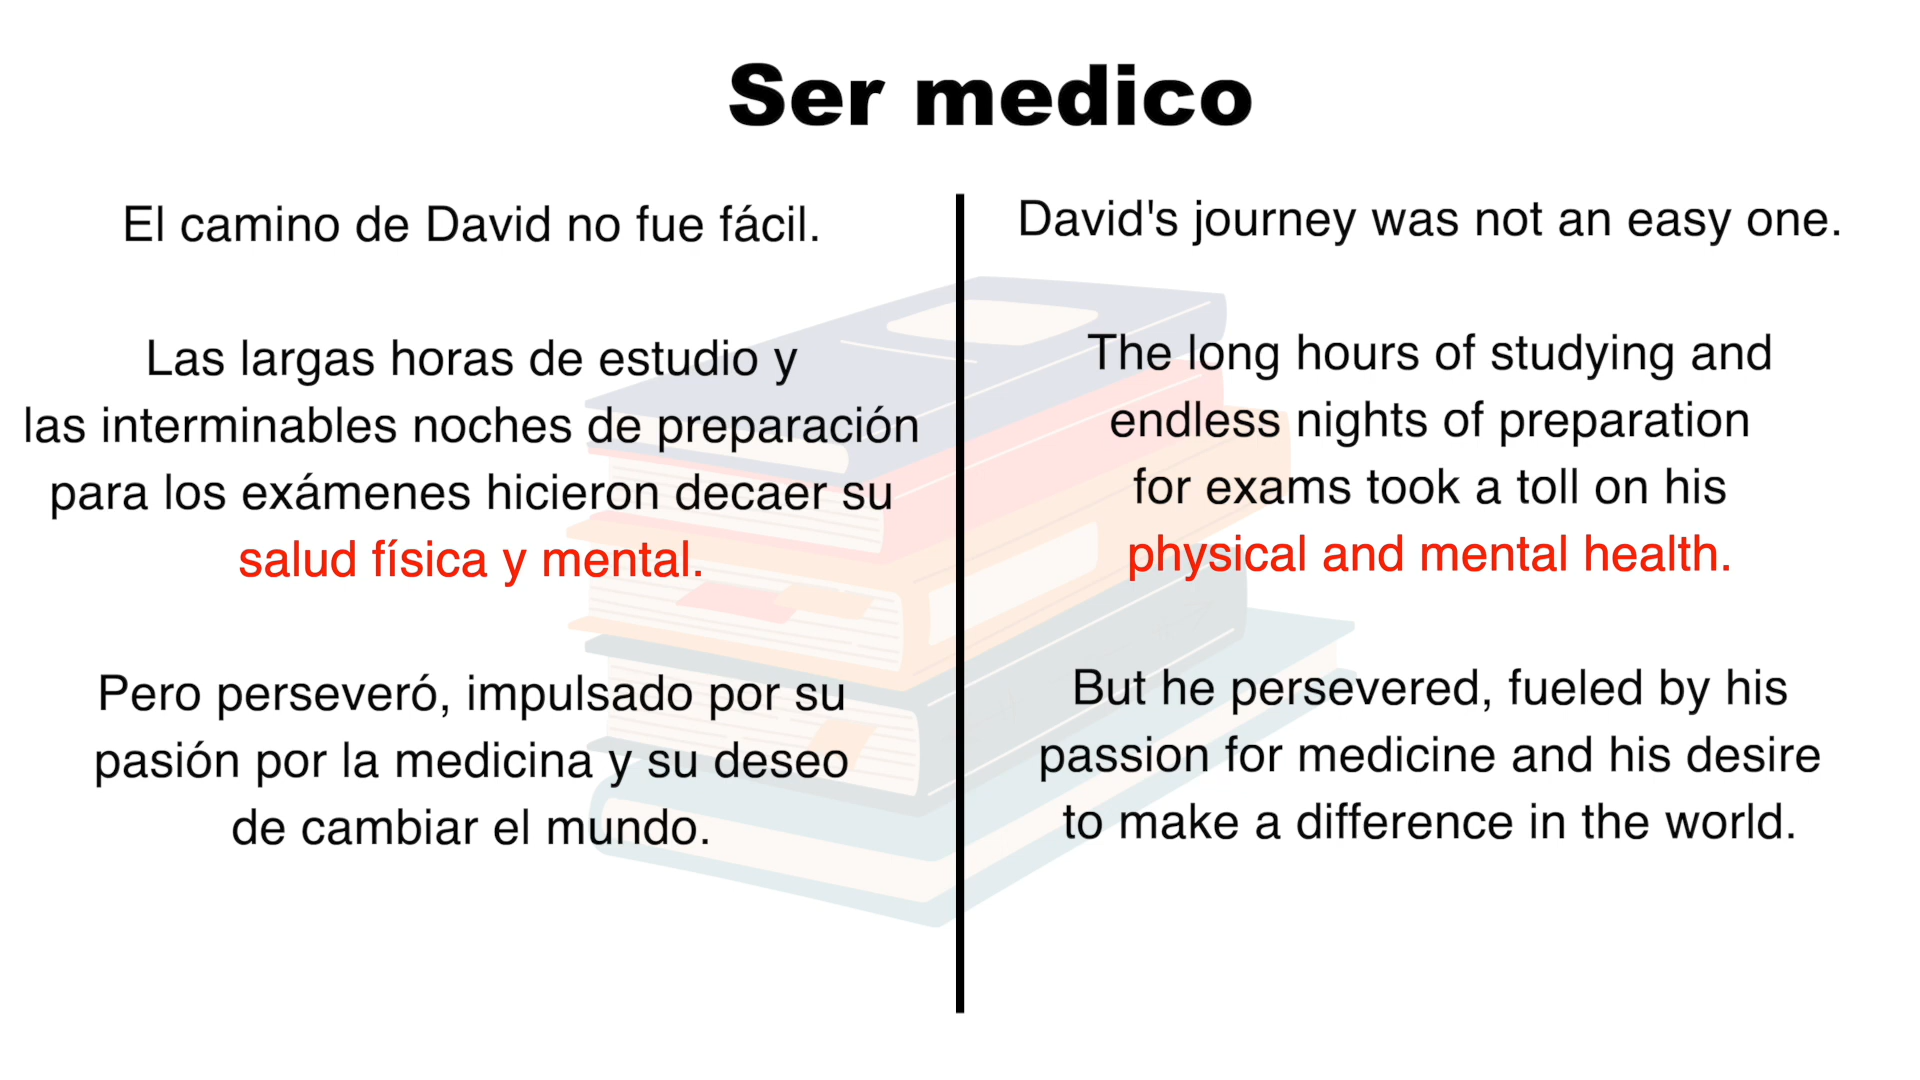 Ser medico
El camino de David no fue fácil.
Las largas horas de estudio y
las interminables noches de preparación
para los exámenes hicieron decaer su
salud física y mental.
Pero perseveró, impulsado por su
pasión por la medicina y su deseo
de cambiar el mundo.
David's journey was not an easy one.
The long hours of studying and
endless nights of preparation
for exams took a toll on his
physical and mental health.
But he persevered, fueled by his
passion for medicine and his desire
to make a difference in the world.